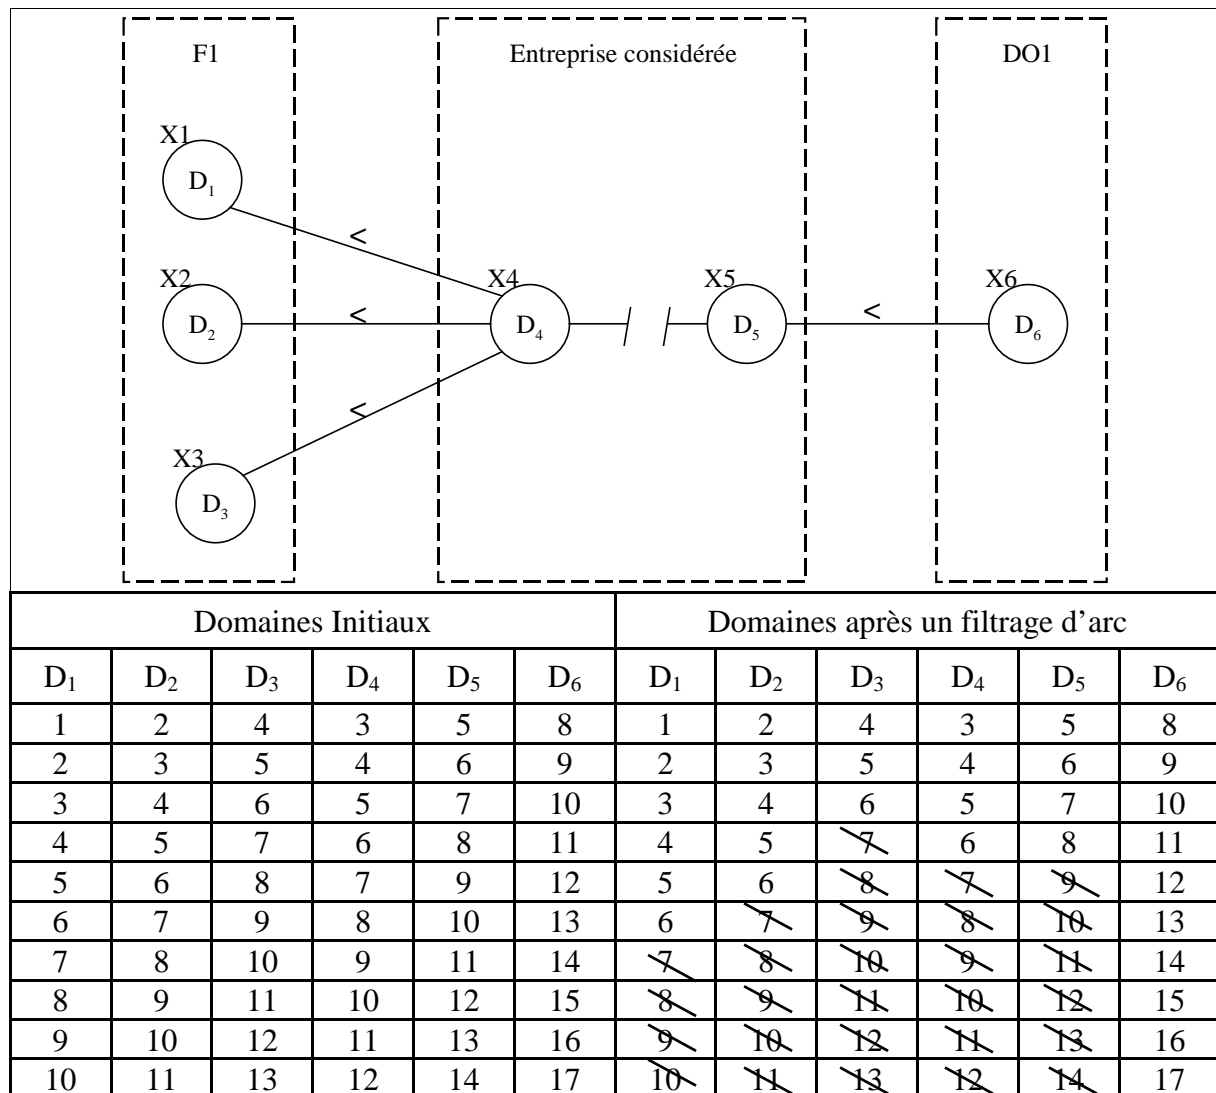 F1 Entreprise considérée DO1
X1
D₁
<
X2 X4 X5 X6
D₂ < D₄ D₅ < D₆
<
X3
D₃
Domaines Initiaux Domaines après un filtrage d’arc
D₁ D₂ D₃ D₄ D₅ D₆ D₁ D₂ D₃ D₄ D₅ D₆
1 2 4 3 5 8 1 2 4 3 5 8
2 3 5 4 6 9 2 3 5 4 6 9
3 4 6 5 7 10 3 4 6 5 7 10
4 5 7 6 8 11 4 5 7 6 8 11
5 6 8 7 9 12 5 6 8 7 9 12
6 7 9 8 10 13 6 7 9 8 10 13
7 8 10 9 11 14 7 8 10 9 11 14
8 9 11 10 12 15 8 9 11 10 12 15
9 10 12 11 13 16 9 10 12 11 13 16
10 11 13 12 14 17 10 11 13 12 14 17